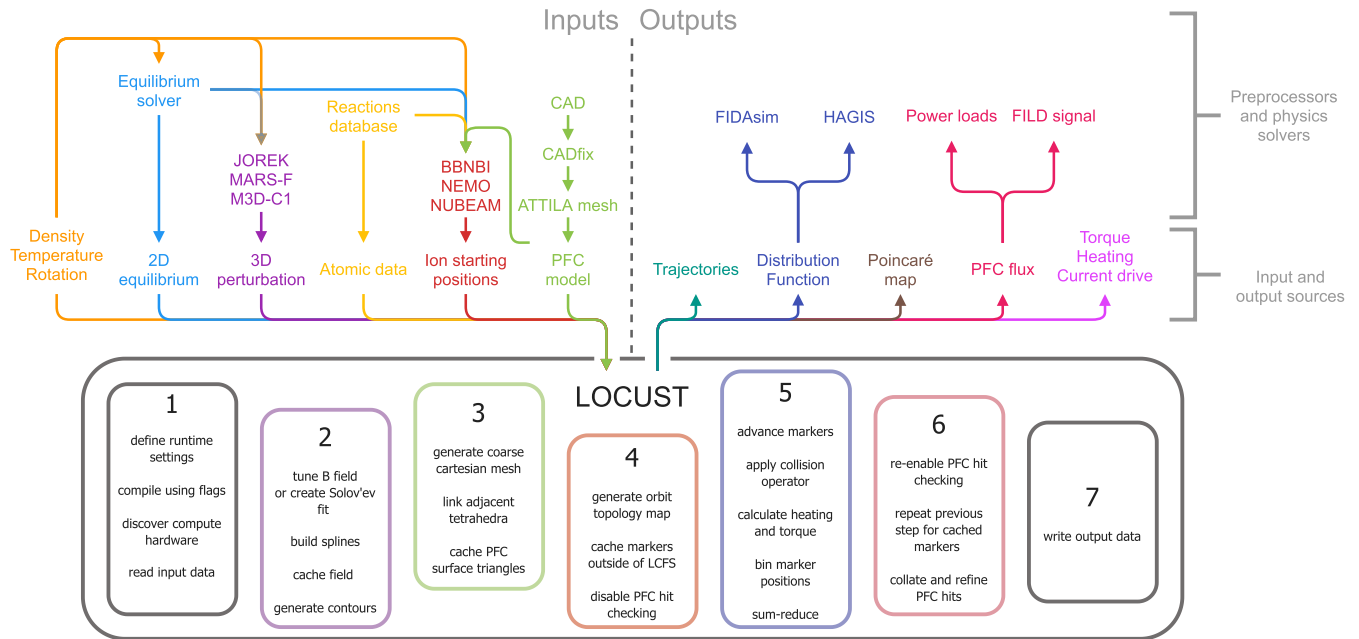 Inputs
Outputs
Equilibrium
solver
Reactions
database
CAD
CADfix
ATTILA mesh
JOREK
MARS-F
M3D-C1
BBNBI
NEMO
NUBEAM
FIDAsim
HAGIS
Power loads
FILD signal
Preprocessors
and physics
solvers
Density
Temperature
Rotation
2D
equilibrium
3D
perturbation
Atomic data
Ion starting
positions
PFC
model
Trajectories
Distribution
Function
Poincaré
map
PFC flux
Torque
Heating
Current drive
Input and
output sources
LOCUST
1
define runtime
settings
compile using flags
discover compute
hardware
read input data
2
tune B field
or create Solov'ev
fit
build splines
cache field
generate contours
3
generate coarse
cartesian mesh
link adjacent
tetrahedra
cache PFC
surface triangles
4
generate orbit
topology map
cache markers
outside of LCFS
disable PFC hit
checking
5
advance markers
apply collision
operator
calculate heating
and torque
bin marker
positions
sum-reduce
6
re-enable PFC hit
checking
repeat previous
step for cached
markers
collate and refine
PFC hits
7
write output data